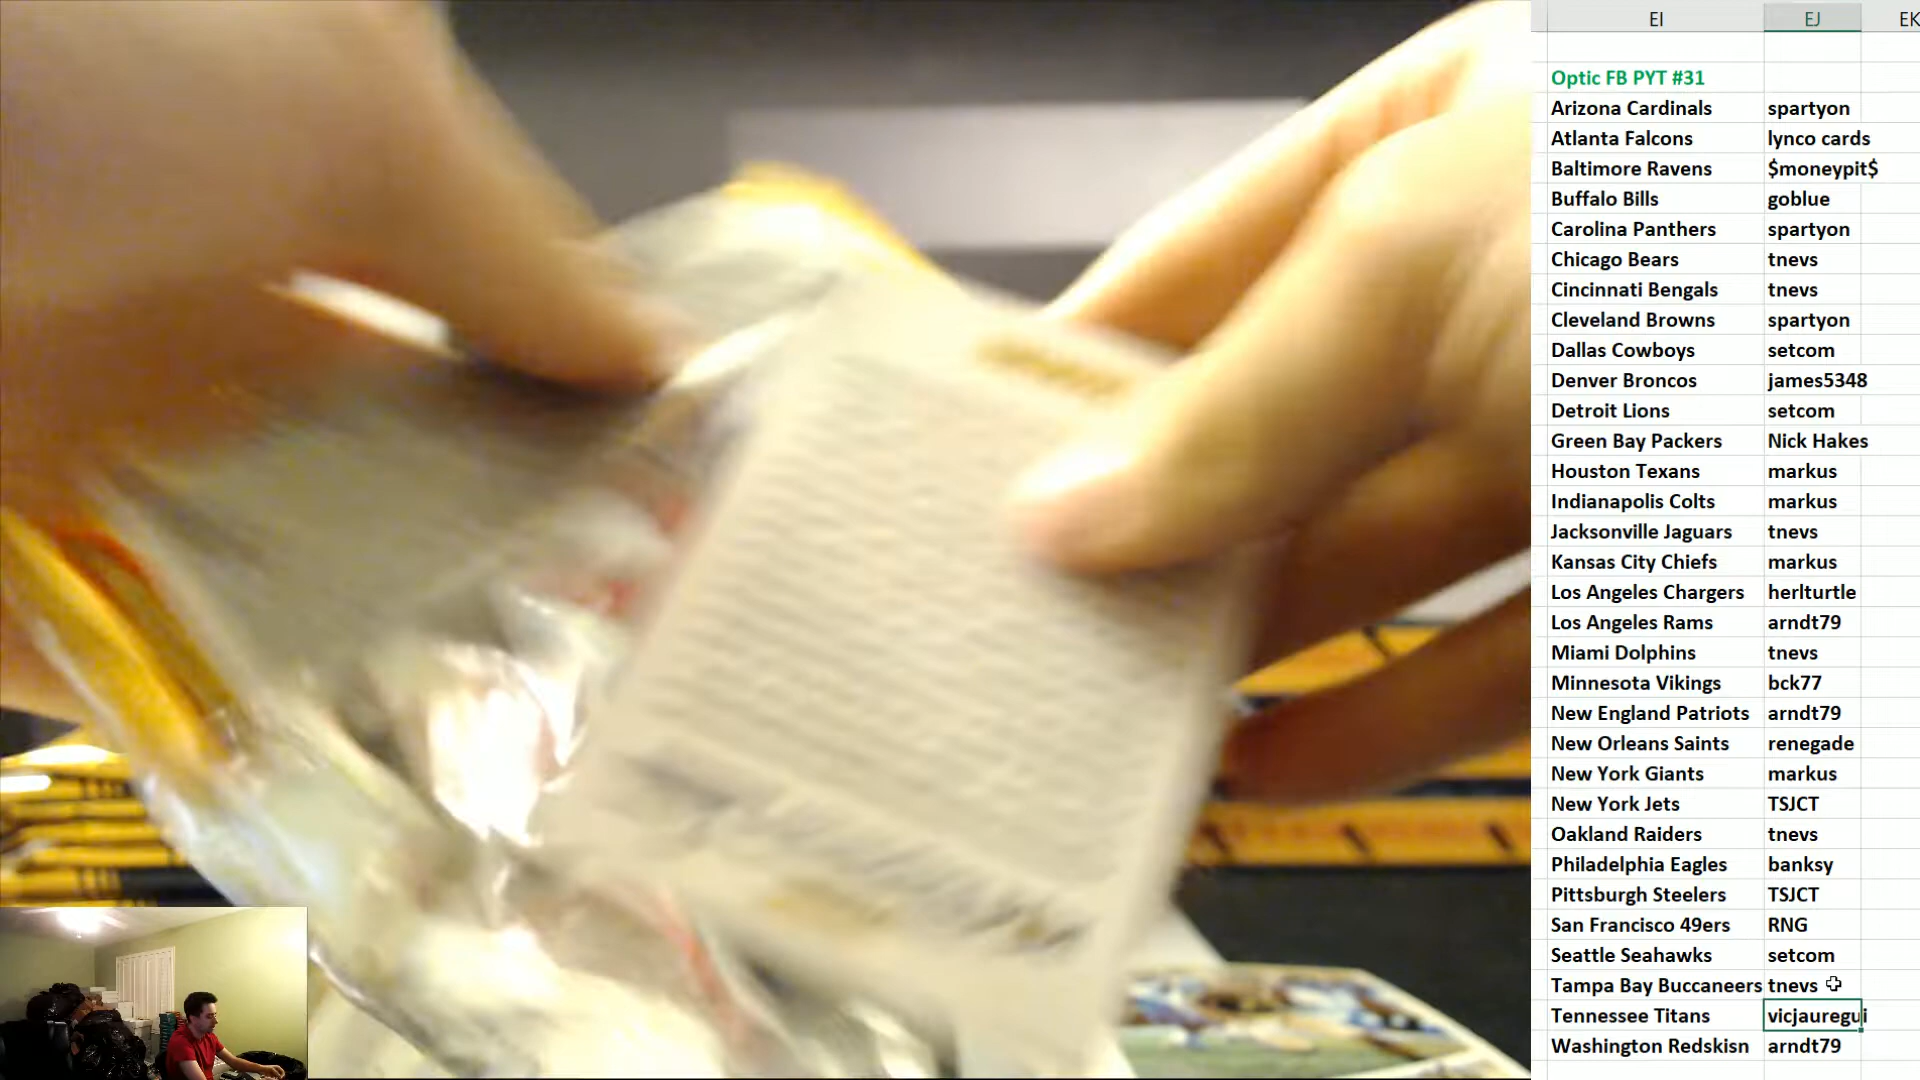 EI EJ EK
Optic FB PYT #31
Arizona Cardinals spartyon
Atlanta Falcons lynco cards
Baltimore Ravens $moneypit$
Buffalo Bills goblue
Carolina Panthers spartyon
Chicago Bears tnevs
Cincinnati Bengals tnevs
Cleveland Browns spartyon
Dallas Cowboys setcom
Denver Broncos james5348
Detroit Lions setcom
Green Bay Packers Nick Hakes
Houston Texans markus
Indianapolis Colts markus
Jacksonville Jaguars tnevs
Kansas City Chiefs markus
Los Angeles Chargers herlturtle
Los Angeles Rams arndt79
Miami Dolphins tnevs
Minnesota Vikings bck77
New England Patriots arndt79
New Orleans Saints renegade
New York Giants markus
New York Jets TSJCT
Oakland Raiders tnevs
Philadelphia Eagles banksy
Pittsburgh Steelers TSJCT
San Francisco 49ers RNG
Seattle Seahawks setcom
Tampa Bay Buccaneers tnevs
Tennessee Titans vicjauregui
Washington Redskisn arndt79